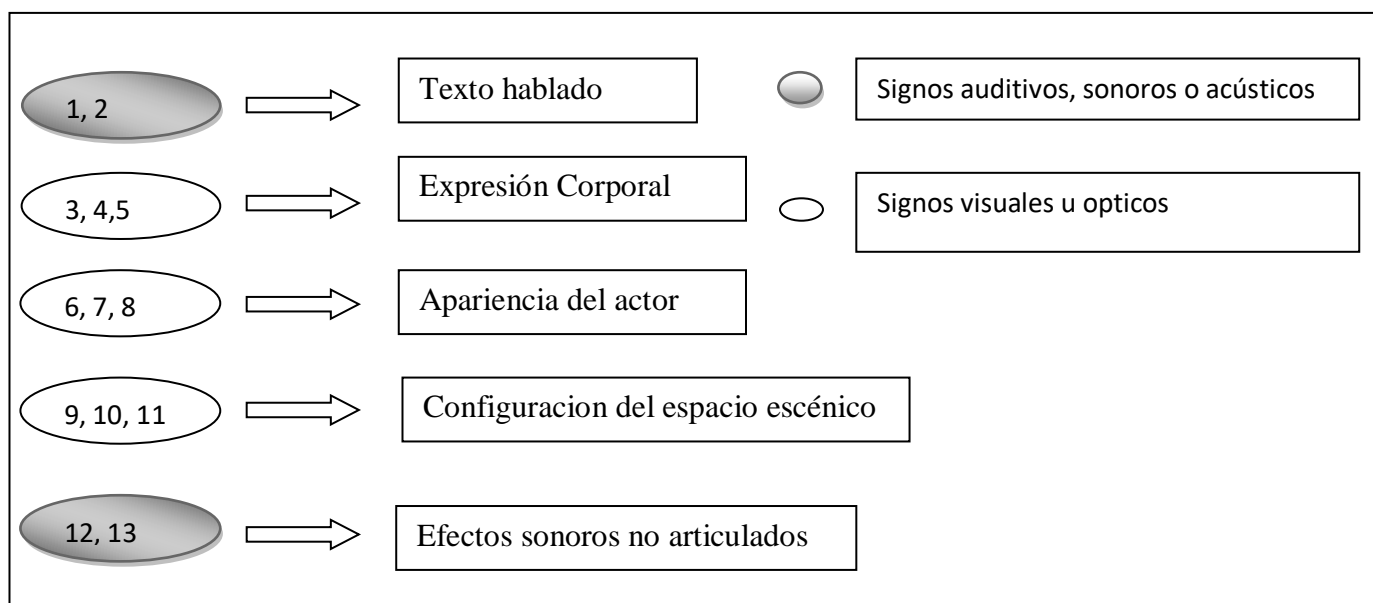 1, 2
Texto hablado
Signos auditivos, sonoros o acústicos
3, 4,5
Expresión Corporal
Signos visuales u opticos
6, 7, 8
Apariencia del actor
9, 10, 11
Configuracion del espacio escénico
12, 13
Efectos sonoros no articulados